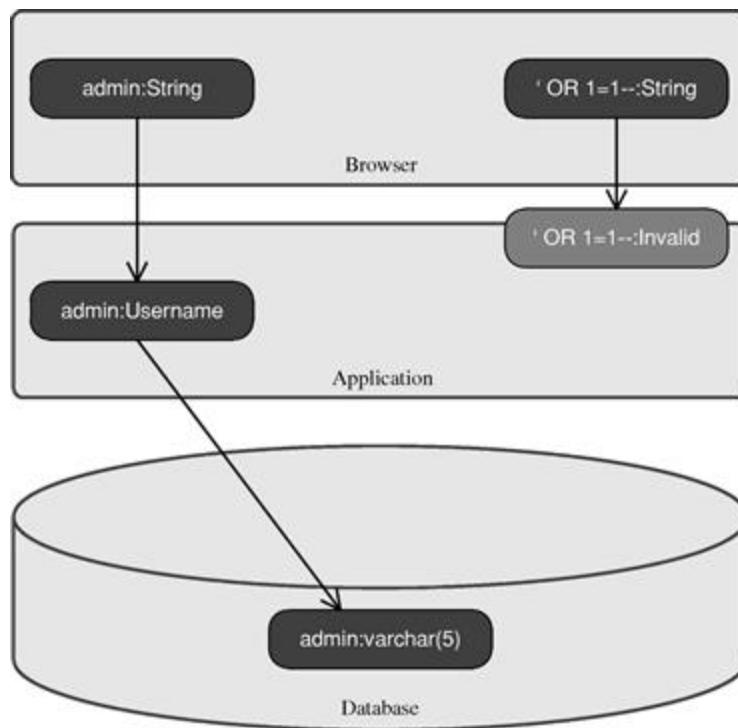 admin:String
‘ OR 1=1--:String
Browser
‘ OR 1=1--:Invalid
admin:Username
Application
admin:varchar(5)
Database